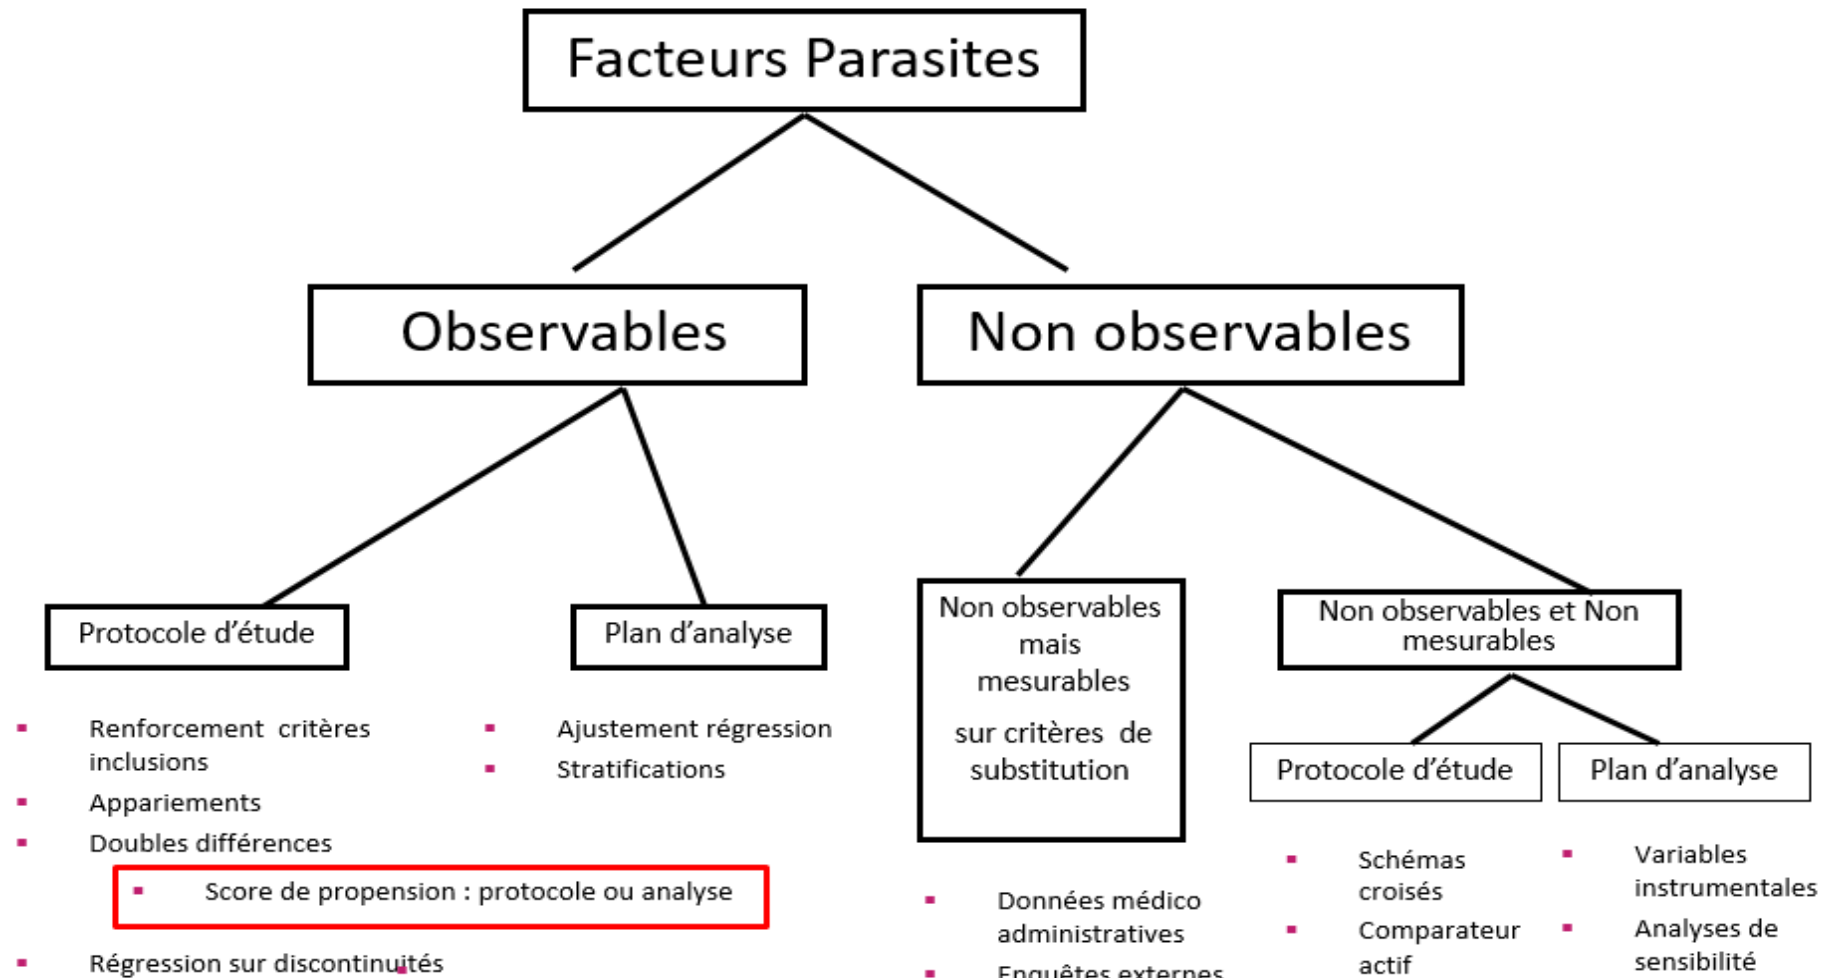 Facteurs Parasites
Observables
Non observables
Protocole d'étude
Plan d'analyse
Non observables
mais
mesurables
sur critères de
substitution
Non observables et Non
mesurables
Protocole d'étude
Plan d'analyse
Renforcement critères
inclusions
Appariements
Doubles différences
Score de propension : protocole ou analyse
Régression sur discontinuités
Ajustement régression
Stratifications
Données médico
administratives
Enquêtes externes
Schémas
croisés
Comparateur
actif
Variables
instrumentales
Analyses de
sensibilité